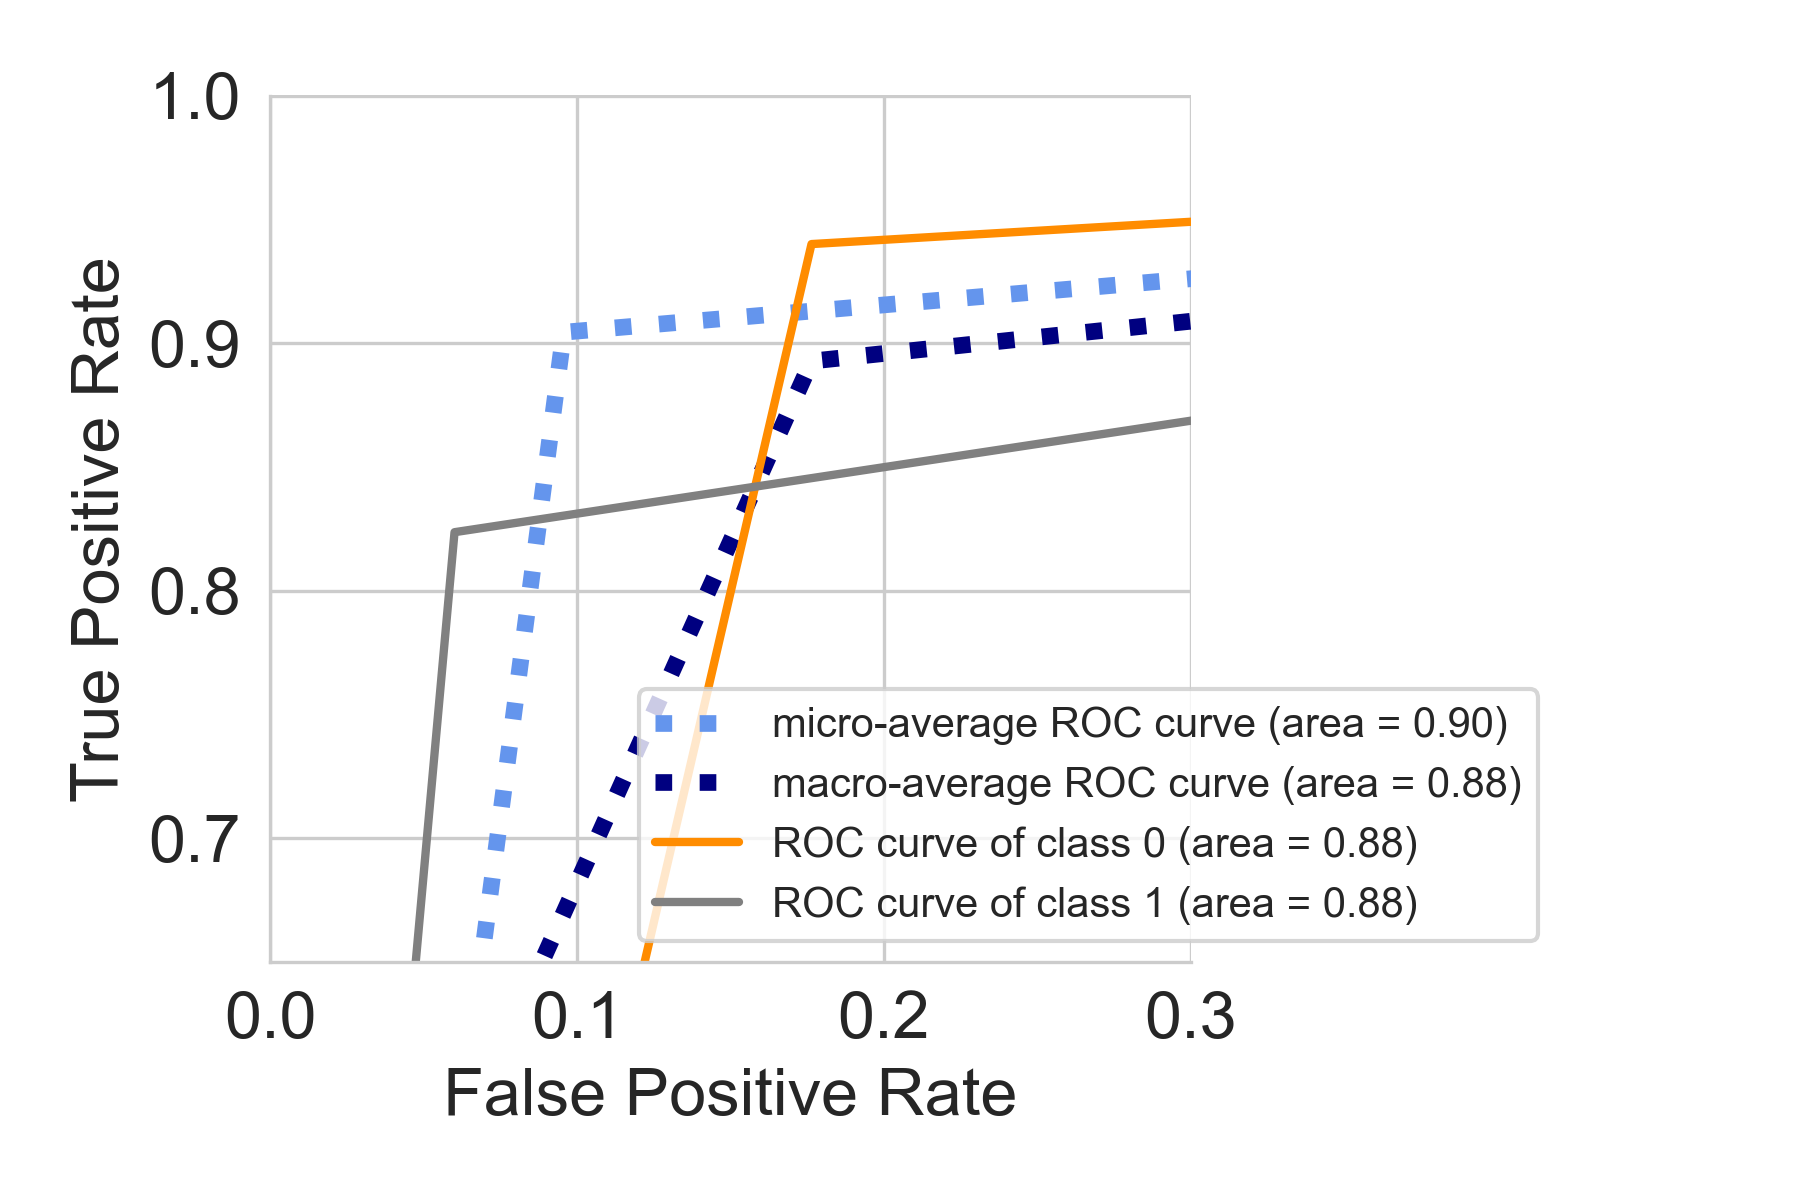 1.0
0.9
0.8
0.7
True Positive Rate
micro-average ROC curve (area = 0.90)
macro-average ROC curve (area = 0.88)
ROC curve of class 0 (area = 0.88)
ROC curve of class 1 (area = 0.88)
0.0 0.1 0.2 0.3
False Positive Rate